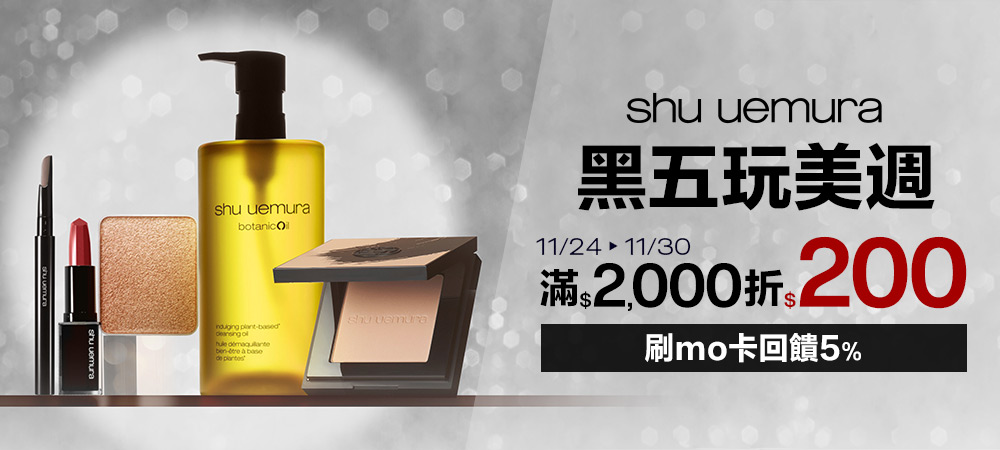 shu uemura
黑五玩美週
11/24 ▸ 11/30
滿$2,000折$200
刷mo卡回饋5%
shu uemura
botanicOil
indulging plant-based*
cleansing oil
huile démaquillante
bien-être à base
de plantes*
shu uemura
shu uemura
shu uemura